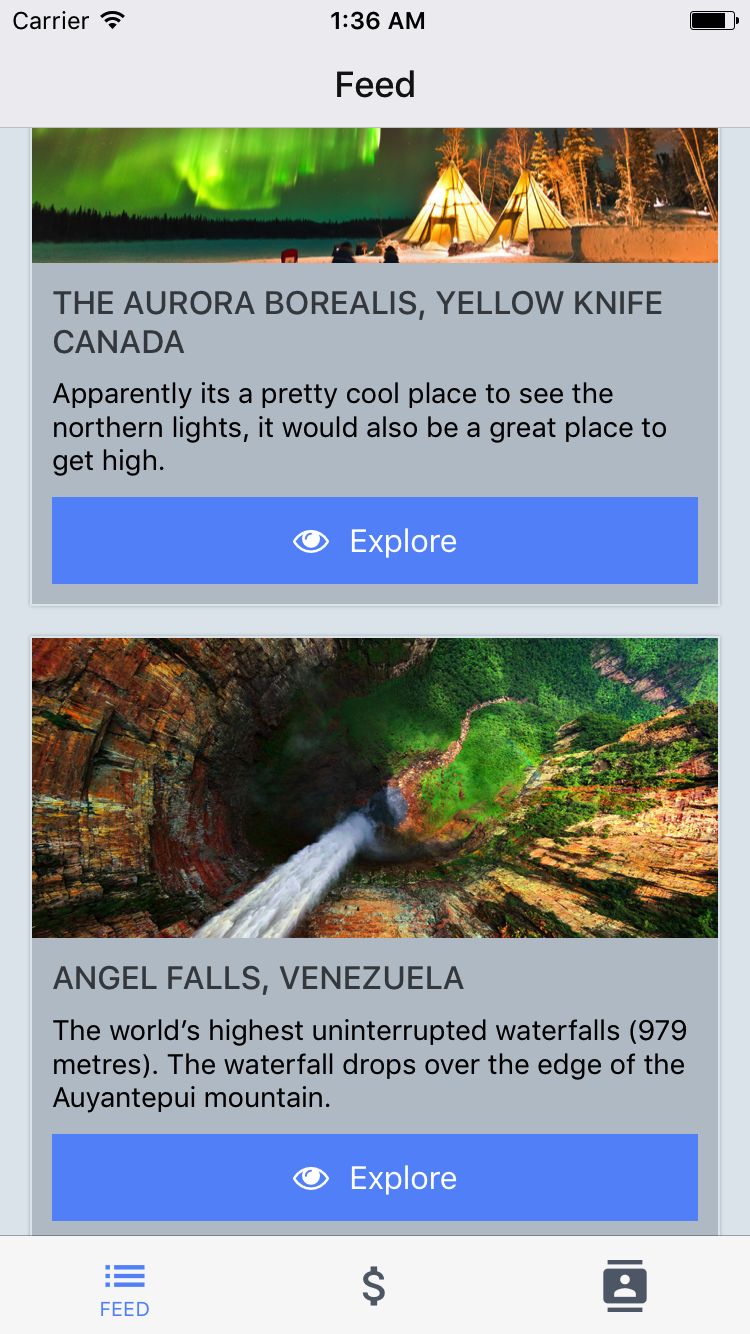 Carrier 1:36 AM
Feed
THE AURORA BOREALIS, YELLOW KNIFE
CANADA
Apparently its a pretty cool place to see the
northern lights, it would also be a great place to
get high.
Explore
ANGEL FALLS, VENEZUELA
The world’s highest uninterrupted waterfalls (979
metres). The waterfall drops over the edge of the
Auyantepui mountain.
Explore
FEED
$